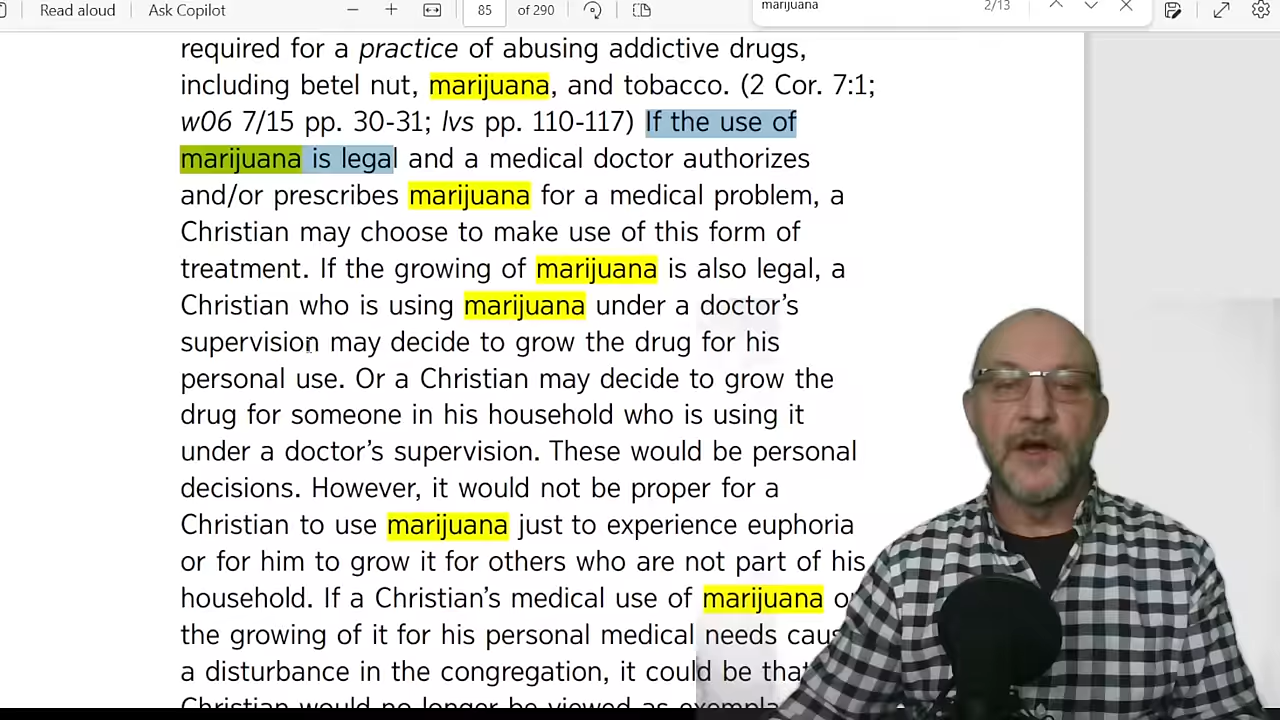 Read aloud Ask Copilot 85 of 290 marijuana 2/13
required for a practice of abusing addictive drugs,
including betel nut, marijuana, and tobacco. (2 Cor. 7:1;
w06 7/15 pp. 30-31; lvs pp. 110-117) If the use of
marijuana is legal and a medical doctor authorizes
and/or prescribes marijuana for a medical problem, a
Christian may choose to make use of this form of
treatment. If the growing of marijuana is also legal, a
Christian who is using marijuana under a doctor’s
supervision may decide to grow the drug for his
personal use. Or a Christian may decide to grow the
drug for someone in his household who is using it
under a doctor’s supervision. These would be personal
decisions. However, it would not be proper for a
Christian to use marijuana just to experience euphoria
or for him to grow it for others who are not part of his
household. If a Christian’s medical use of marijuana
the growing of it for his personal medical needs
a disturbance in the congregation, it could be
Christian would no longer be viewed as